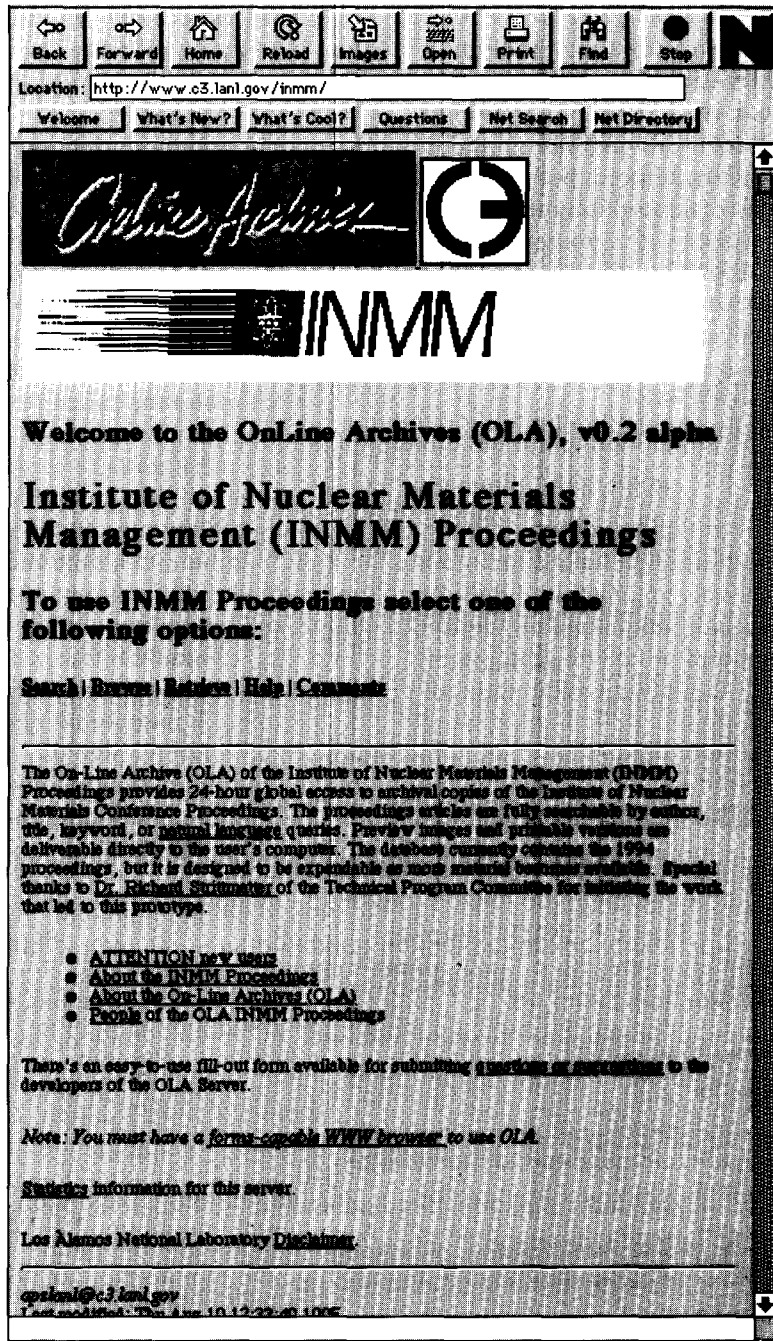 Back Forward Home Reload Images Open Print Find Stop N
Location: http://www.c3.lanl.gov/inmm/
Welcome What's New? What's Cool? Questions Net Search Net Directory
Online Archives
INMM
Welcome to the OnLine Archives (OLA), v0.2 alpha
Institute of Nuclear Materials
Management (INMM) Proceedings
To use INMM Proceedings select one of the
following options:
Search | Browse | Retrieve | Help | Comments
The On-Line Archive (OLA) of the Institute of Nuclear Materials Management (INMM)
Proceedings provides 24-hour global access to archival copies of the Institute of Nuclear
Materials Conference Proceedings. The proceedings articles are fully searchable by author,
title, keyword, or natural language queries. Preview images and printable versions are
deliverable directly to the user's computer. The database currently contains the 1994
proceedings, but it is designed to be expandable as more material becomes available. Special
thanks to Dr. Richard Strittmatter of the Technical Program Committee for initiating the work
that led to this prototype.
● ATTENTION new users
● About the INMM Proceedings
● About the On-Line Archives (OLA)
● People of the OLA INMM Proceedings
There's an easy-to-use fill-out form available for submitting questions or suggestions to the
developers of the OLA Server.
Note: You must have a forms-capable WWW browser to use OLA.
Statistics information for this server.
Los Alamos National Laboratory Disclaimer.
@c3.lanl.gov
Last modified: Thu Aug 10